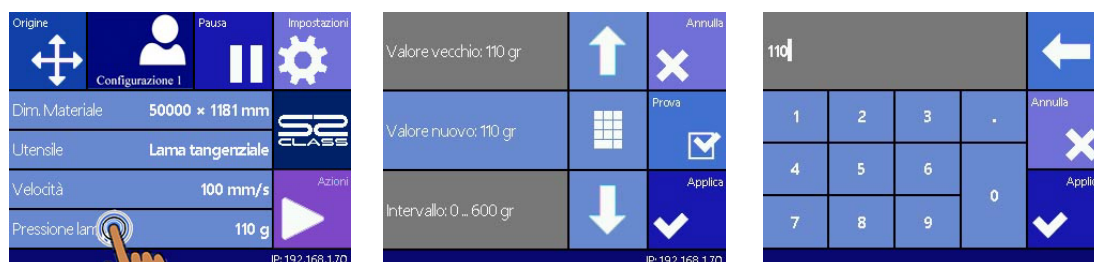 Origine
Configurazione 1
Pausa
Impostazioni
Dim. Materiale 50000 × 1181 mm
S2
CLASS
Utensile Lama tangenziale
Velocità 100 mm/s
Azioni
Pressione 110 g
IP: 192.168.1.70
Valore vecchio: 110 gr
Annulla
Valore nuovo: 110 gr
Prova
Intervallo: 0 ... 600 gr
Applica
IP: 192.168.1.70
110
1 2 3 .
Annulla
4 5 6
0
7 8 9